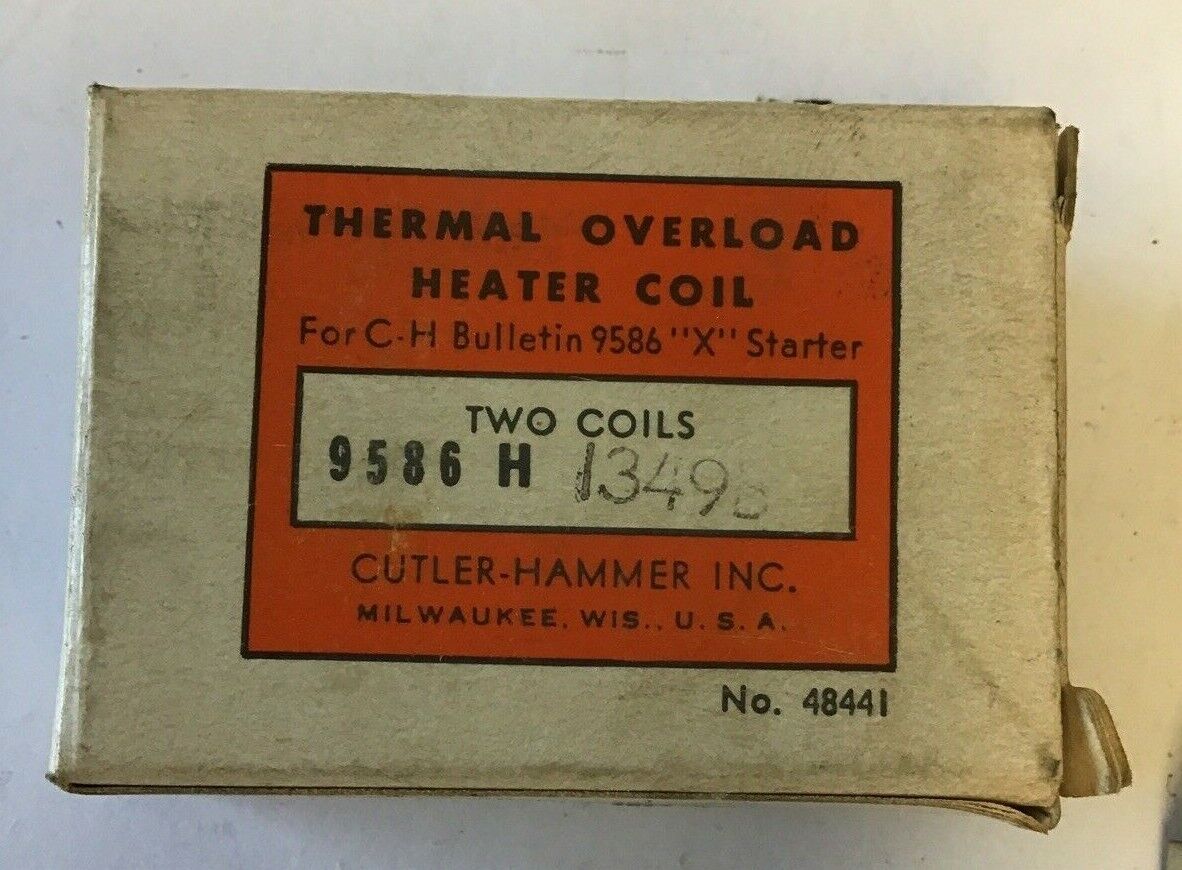 THERMAL OVERLOAD
HEATER COIL
For C-H Bulletin 9586 "X" Starter
TWO COILS
9586 H
CUTLER-HAMMER INC.
MILWAUKEE, WIS., U. S. A.
No. 48441